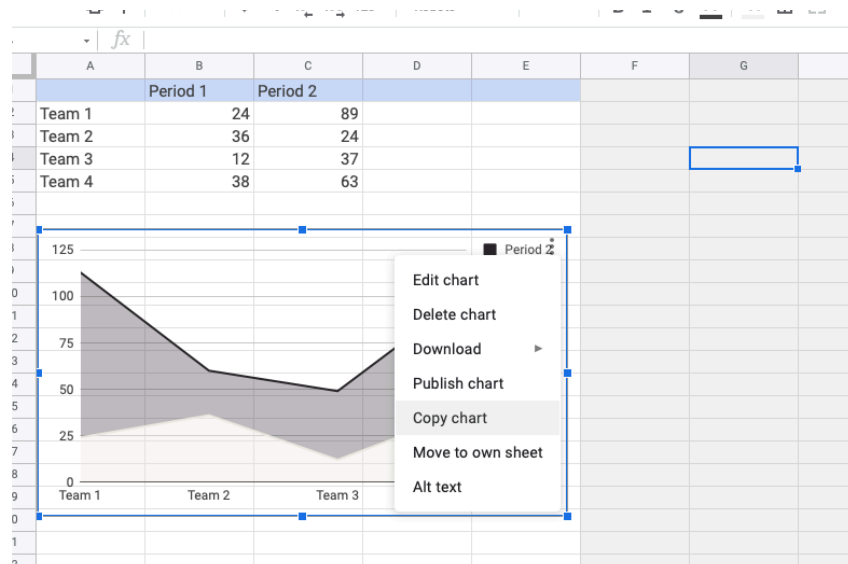 fx
A B C D E F G
Period 1 Period 2
Team 1 24 89
Team 2 36 24
Team 3 12 37
Team 4 38 63
125 Period 2
Edit chart
100
Delete chart
75 Download
Publish chart
50
Copy chart
25
Move to own sheet
0
Alt text
Team 1 Team 2 Team 3